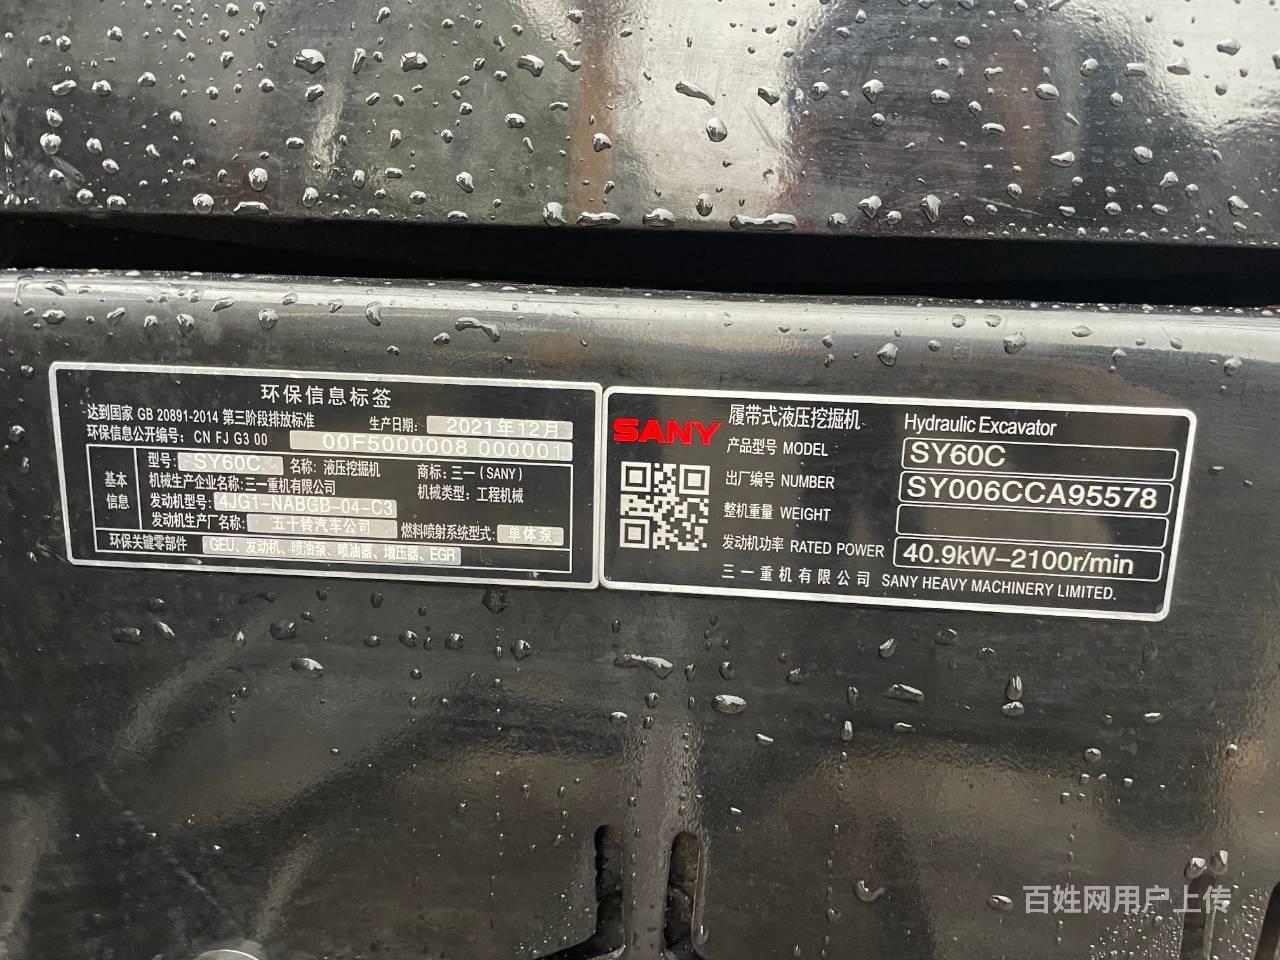 环保信息标签
达到国家 GB 20891-2014 第三阶段排放标准 生产日期: 2021年12月
环保信息公开编号: CN FJ G3 00 00F5000008 000001
基本信息
型号: SY60C 名称: 液压挖掘机 商标: 三一(SANY)
机械生产企业名称:三一重机有限公司 机械类型: 工程机械
发动机型号: 4JG1-NABGB-04-C3
发动机生产厂名称: 五十铃汽车公司 燃料喷射系统型式: 单体泵
环保关键零部件 GEU、发动机、喷油泵、喷油器、增压器、EGR
SANY 履带式液压挖掘机 Hydraulic Excavator
产品型号 MODEL SY60C
出厂编号 NUMBER SY006CCA95578
整机重量 WEIGHT
发动机功率 RATED POWER 40.9kW-2100r/min
三一重机有限公司 SANY HEAVY MACHINERY LIMITED.
百姓网用户上传